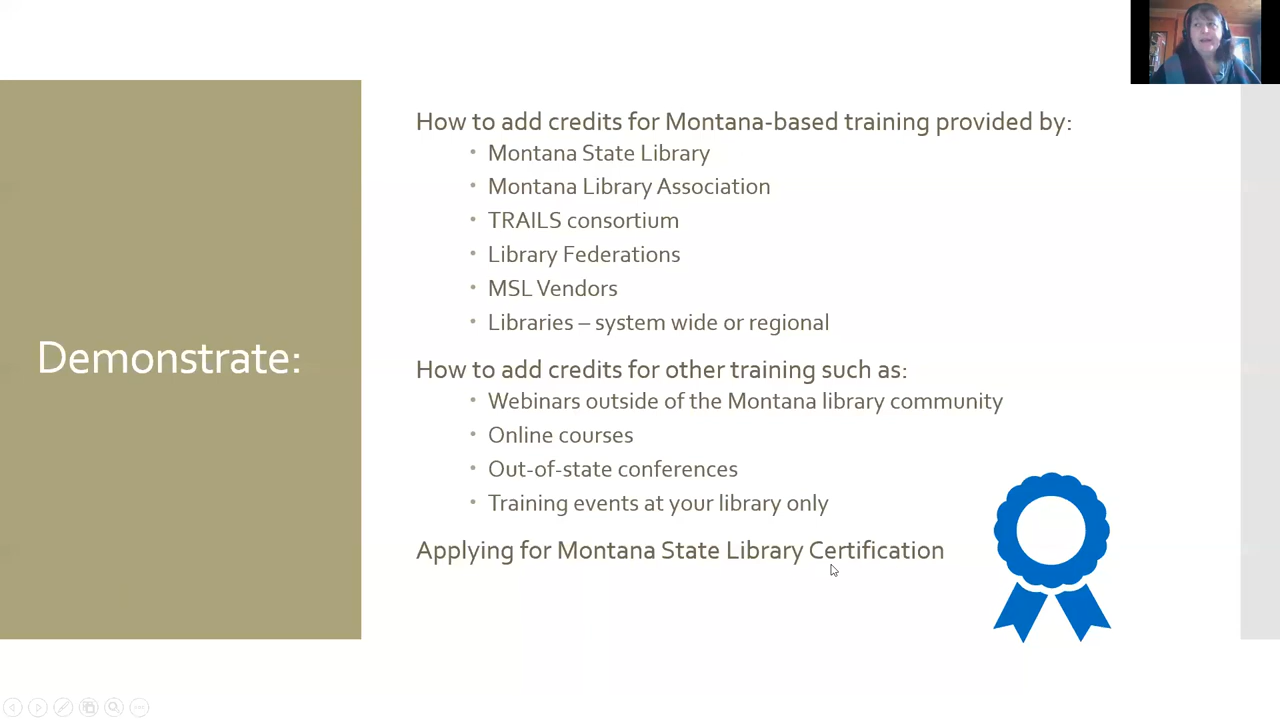 Demonstrate:
How to add credits for Montana-based training provided by:
• Montana State Library
• Montana Library Association
• TRAILS consortium
• Library Federations
• MSL Vendors
• Libraries – system wide or regional
How to add credits for other training such as:
• Webinars outside of the Montana library community
• Online courses
• Out-of-state conferences
• Training events at your library only
Applying for Montana State Library Certification